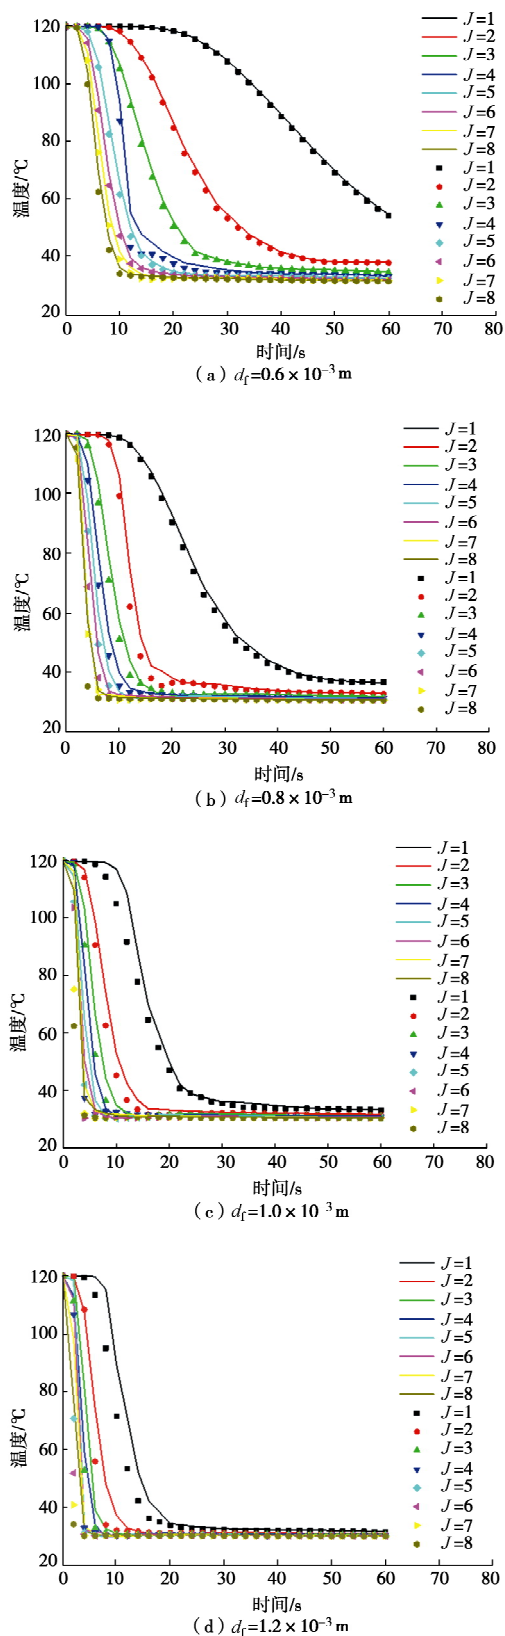 120
100
80
60
40
20
温度/℃
0 10 20 30 40 50 60 70 80
时间/s
J=1
J=2
J=3
J=4
J=5
J=6
J=7
J=8
J=1
J=2
J=3
J=4
J=5
J=6
J=7
J=8
(a) df=0.6×10⁻³m
120
100
80
60
40
20
温度/℃
0 10 20 30 40 50 60 70 80
时间/s
J=1
J=2
J=3
J=4
J=5
J=6
J=7
J=8
J=1
J=2
J=3
J=4
J=5
J=6
J=7
J=8
(b) df=0.8×10⁻³m
120
100
80
60
40
20
温度/℃
0 10 20 30 40 50 60 70 80
时间/s
J=1
J=2
J=3
J=4
J=5
J=6
J=7
J=8
J=1
J=2
J=3
J=4
J=5
J=6
J=7
J=8
(c) df=1.0×10⁻³m
120
100
80
60
40
20
温度/℃
0 10 20 30 40 50 60 70 80
时间/s
J=1
J=2
J=3
J=4
J=5
J=6
J=7
J=8
J=1
J=2
J=3
J=4
J=5
J=6
J=7
J=8
(d) df=1.2×10⁻³m